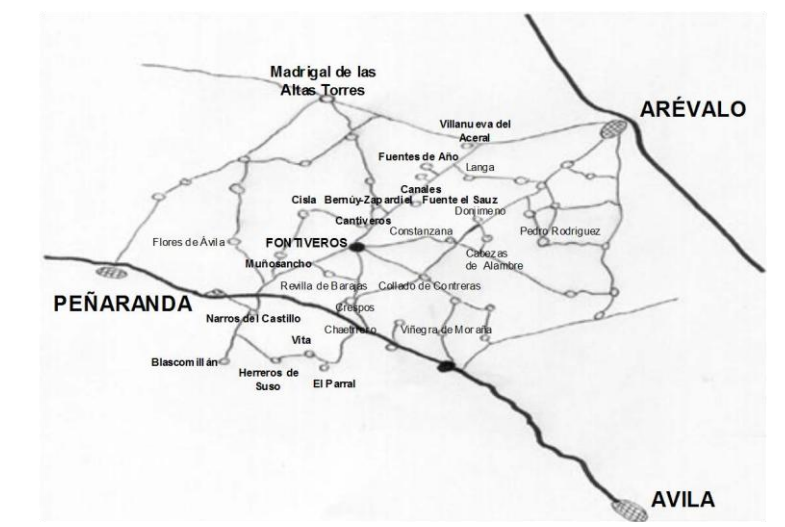 Madrigal de las
Altas Torres
ARÉVALO
Villanueva del
Aceral
Fuentes de Año
Langa
Canales
Cisla Bernúy-Zapardiel Fuente el Sauz
Donjimeno
Cantiveros
Constanzana
Pedro Rodriguez
Flores de Ávila
FONTIVEROS
Cabezas
de Alambre
Muñosancho
Revilla de Barajas
Collado de Contreras
PEÑARANDA
Crespos
Narros del Castillo
Viñegra de Moraña
Vita
Blascomillán
Herreros de
Suso
El Parral
AVILA